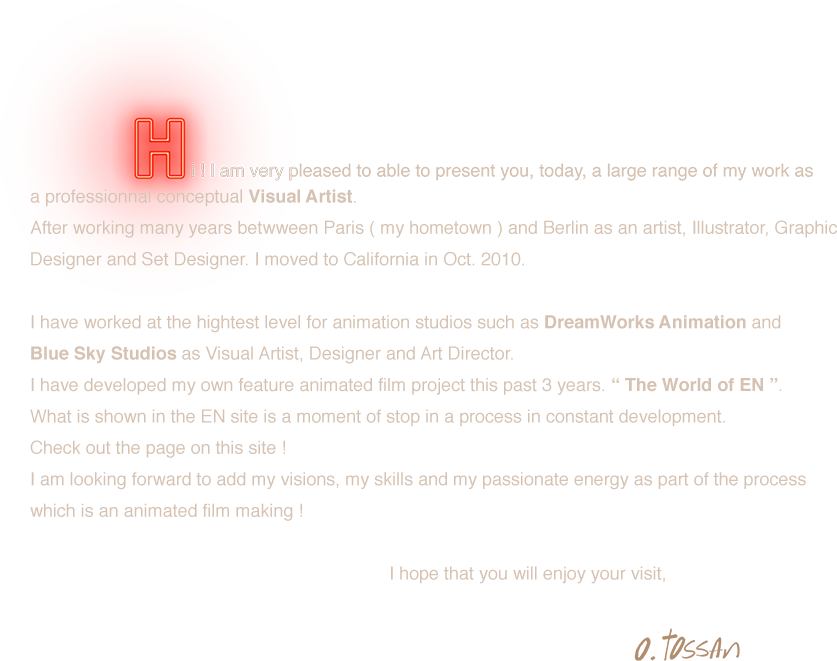 Hi ! I am very pleased to able to present you, today, a large range of my work as
a professionnal conceptual Visual Artist.
After working many years betwween Paris ( my hometown ) and Berlin as an artist, Illustrator, Graphic
Designer and Set Designer. I moved to California in Oct. 2010.
I have worked at the hightest level for animation studios such as DreamWorks Animation and
Blue Sky Studios as Visual Artist, Designer and Art Director.
I have developed my own feature animated film project this past 3 years. “ The World of EN ”.
What is shown in the EN site is a moment of stop in a process in constant development.
Check out the page on this site !
I am looking forward to add my visions, my skills and my passionate energy as part of the process
which is an animated film making !
I hope that you will enjoy your visit,
O. TOSSAN